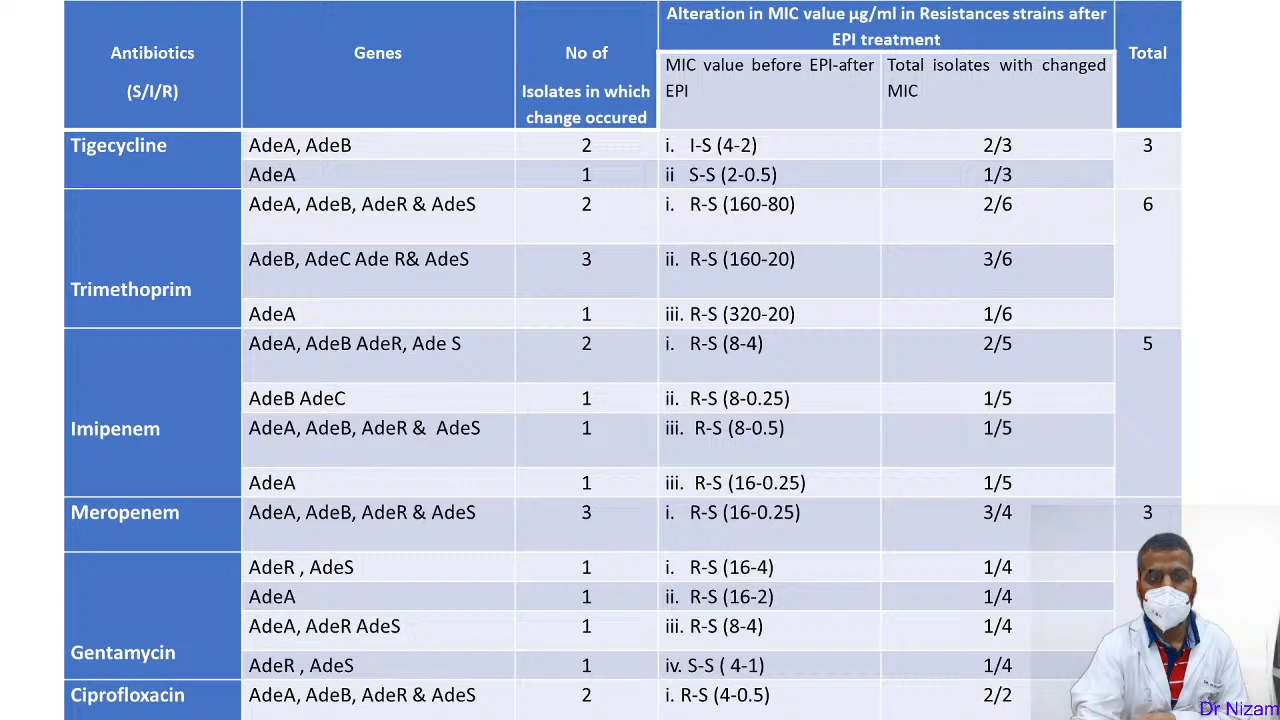 Antibiotics
(S/I/R)
Genes
No of
Isolates in which
change occured
Alteration in MIC value µg/ml in Resistances strains after
EPI treatment
MIC value before EPI-after
EPI
Total isolates with changed
MIC
Total
Tigecycline
AdeA, AdeB
2
i. I-S (4-2)
2/3
3
AdeA
1
ii S-S (2-0.5)
1/3
Trimethoprim
AdeA, AdeB, AdeR & AdeS
2
i. R-S (160-80)
2/6
6
AdeB, AdeC Ade R& AdeS
3
ii. R-S (160-20)
3/6
AdeA
1
iii. R-S (320-20)
1/6
Imipenem
AdeA, AdeB AdeR, Ade S
2
i. R-S (8-4)
2/5
5
AdeB AdeC
1
ii. R-S (8-0.25)
1/5
AdeA, AdeB, AdeR & AdeS
1
iii. R-S (8-0.5)
1/5
AdeA
1
iii. R-S (16-0.25)
1/5
Meropenem
AdeA, AdeB, AdeR & AdeS
3
i. R-S (16-0.25)
3/4
3
Gentamycin
AdeR , AdeS
1
i. R-S (16-4)
1/4
AdeA
1
ii. R-S (16-2)
1/4
AdeA, AdeR AdeS
1
iii. R-S (8-4)
1/4
AdeR , AdeS
1
iv. S-S ( 4-1)
1/4
Ciprofloxacin
AdeA, AdeB, AdeR & AdeS
2
i. R-S (4-0.5)
2/2
Dr Nizam